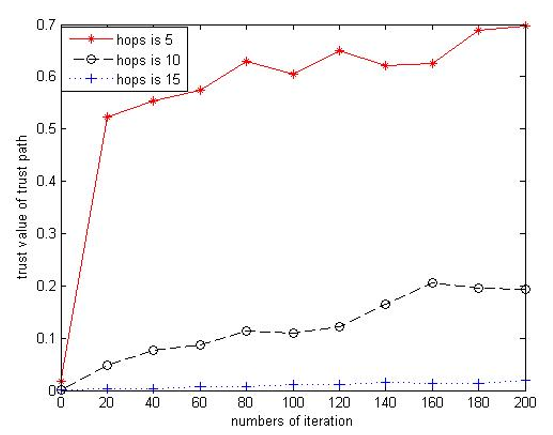 0.7
0.6
0.5
0.4
0.3
0.2
0.1
0
trust value of trust path
hops is 5
hops is 10
hops is 15
0 20 40 60 80 100 120 140 160 180 200
numbers of iteration